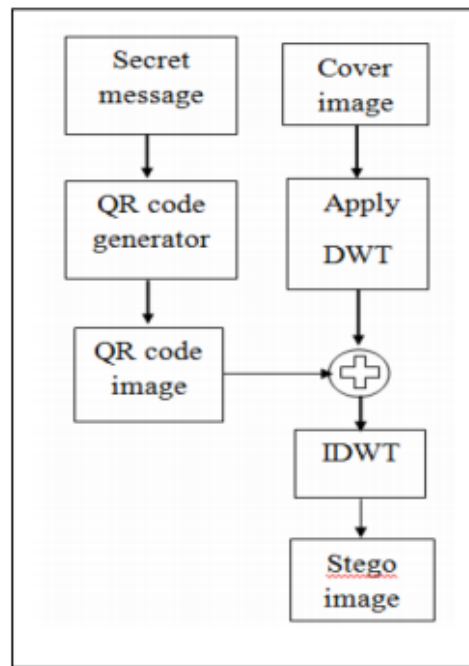 Secret
message
Cover
image
QR code
generator
Apply
DWT
QR code
image
IDWT
Stego
image